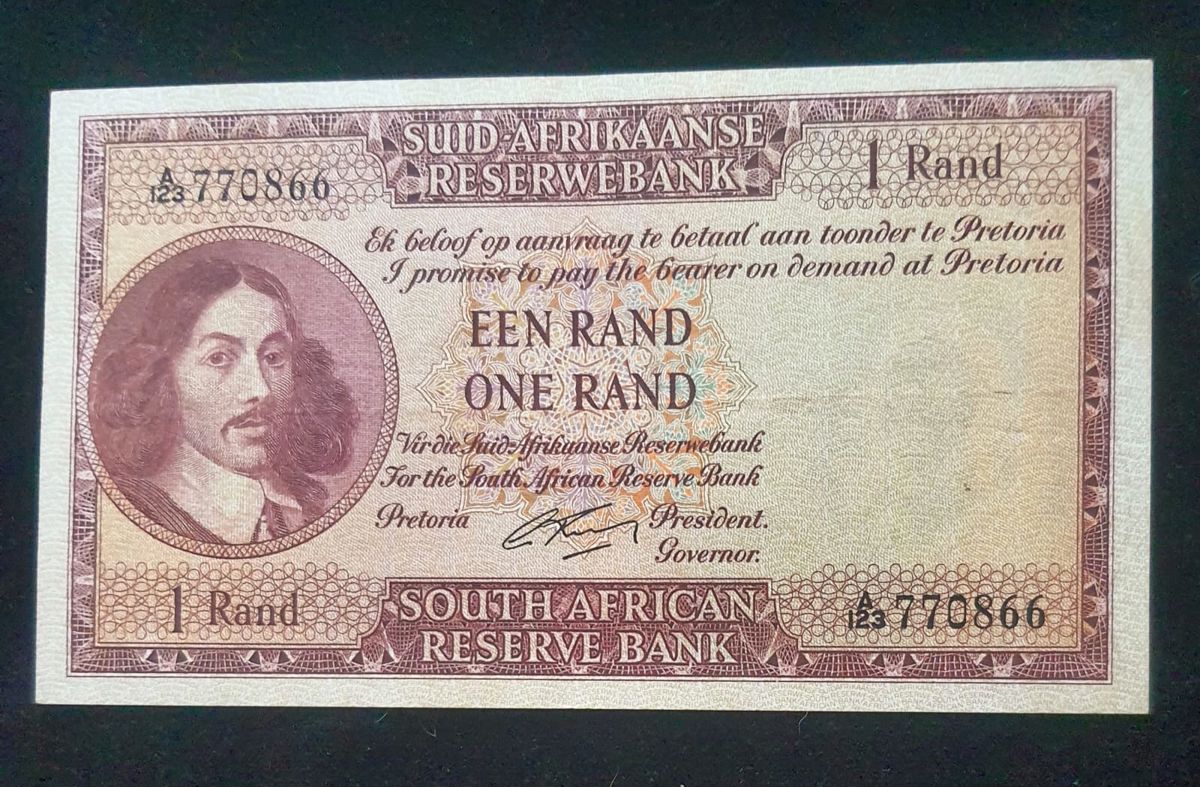 SUID-AFRIKAANSE
RESERWEBANK
A/123 770866
1 Rand
Ek beloof op aanvraag te betaal aan toonder te Pretoria
I promise to pay the bearer on demand at Pretoria
EEN RAND
ONE RAND
Vir die Suid-Afrikaanse Reserwebank
For the South African Reserve Bank
Pretoria
President.
Governor.
1 Rand
SOUTH AFRICAN
RESERVE BANK
A/123 770866